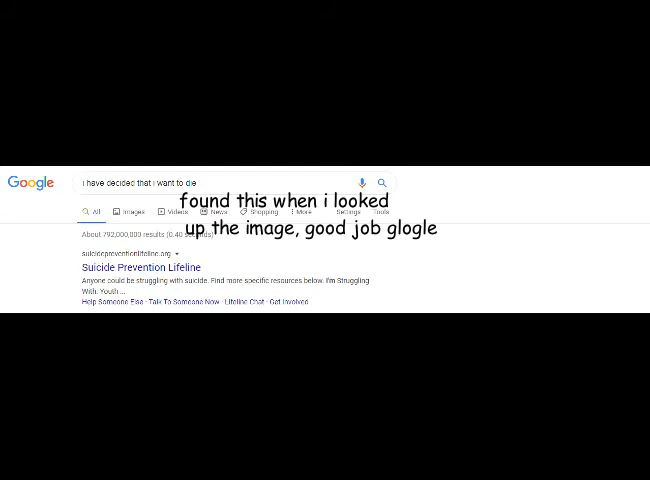 Google
i have decided that i want to die
found this when i looked
All Images Videos News Shopping More Settings Tools
up the image, good job glogle
About 792,000,000 results (0.40 seconds)
suicidepreventionlifeline.org
Suicide Prevention Lifeline
Anyone could be struggling with suicide. Find more specific resources below. I'm Struggling
With. Youth ...
Help Someone Else · Talk To Someone Now · Lifeline Chat · Get Involved